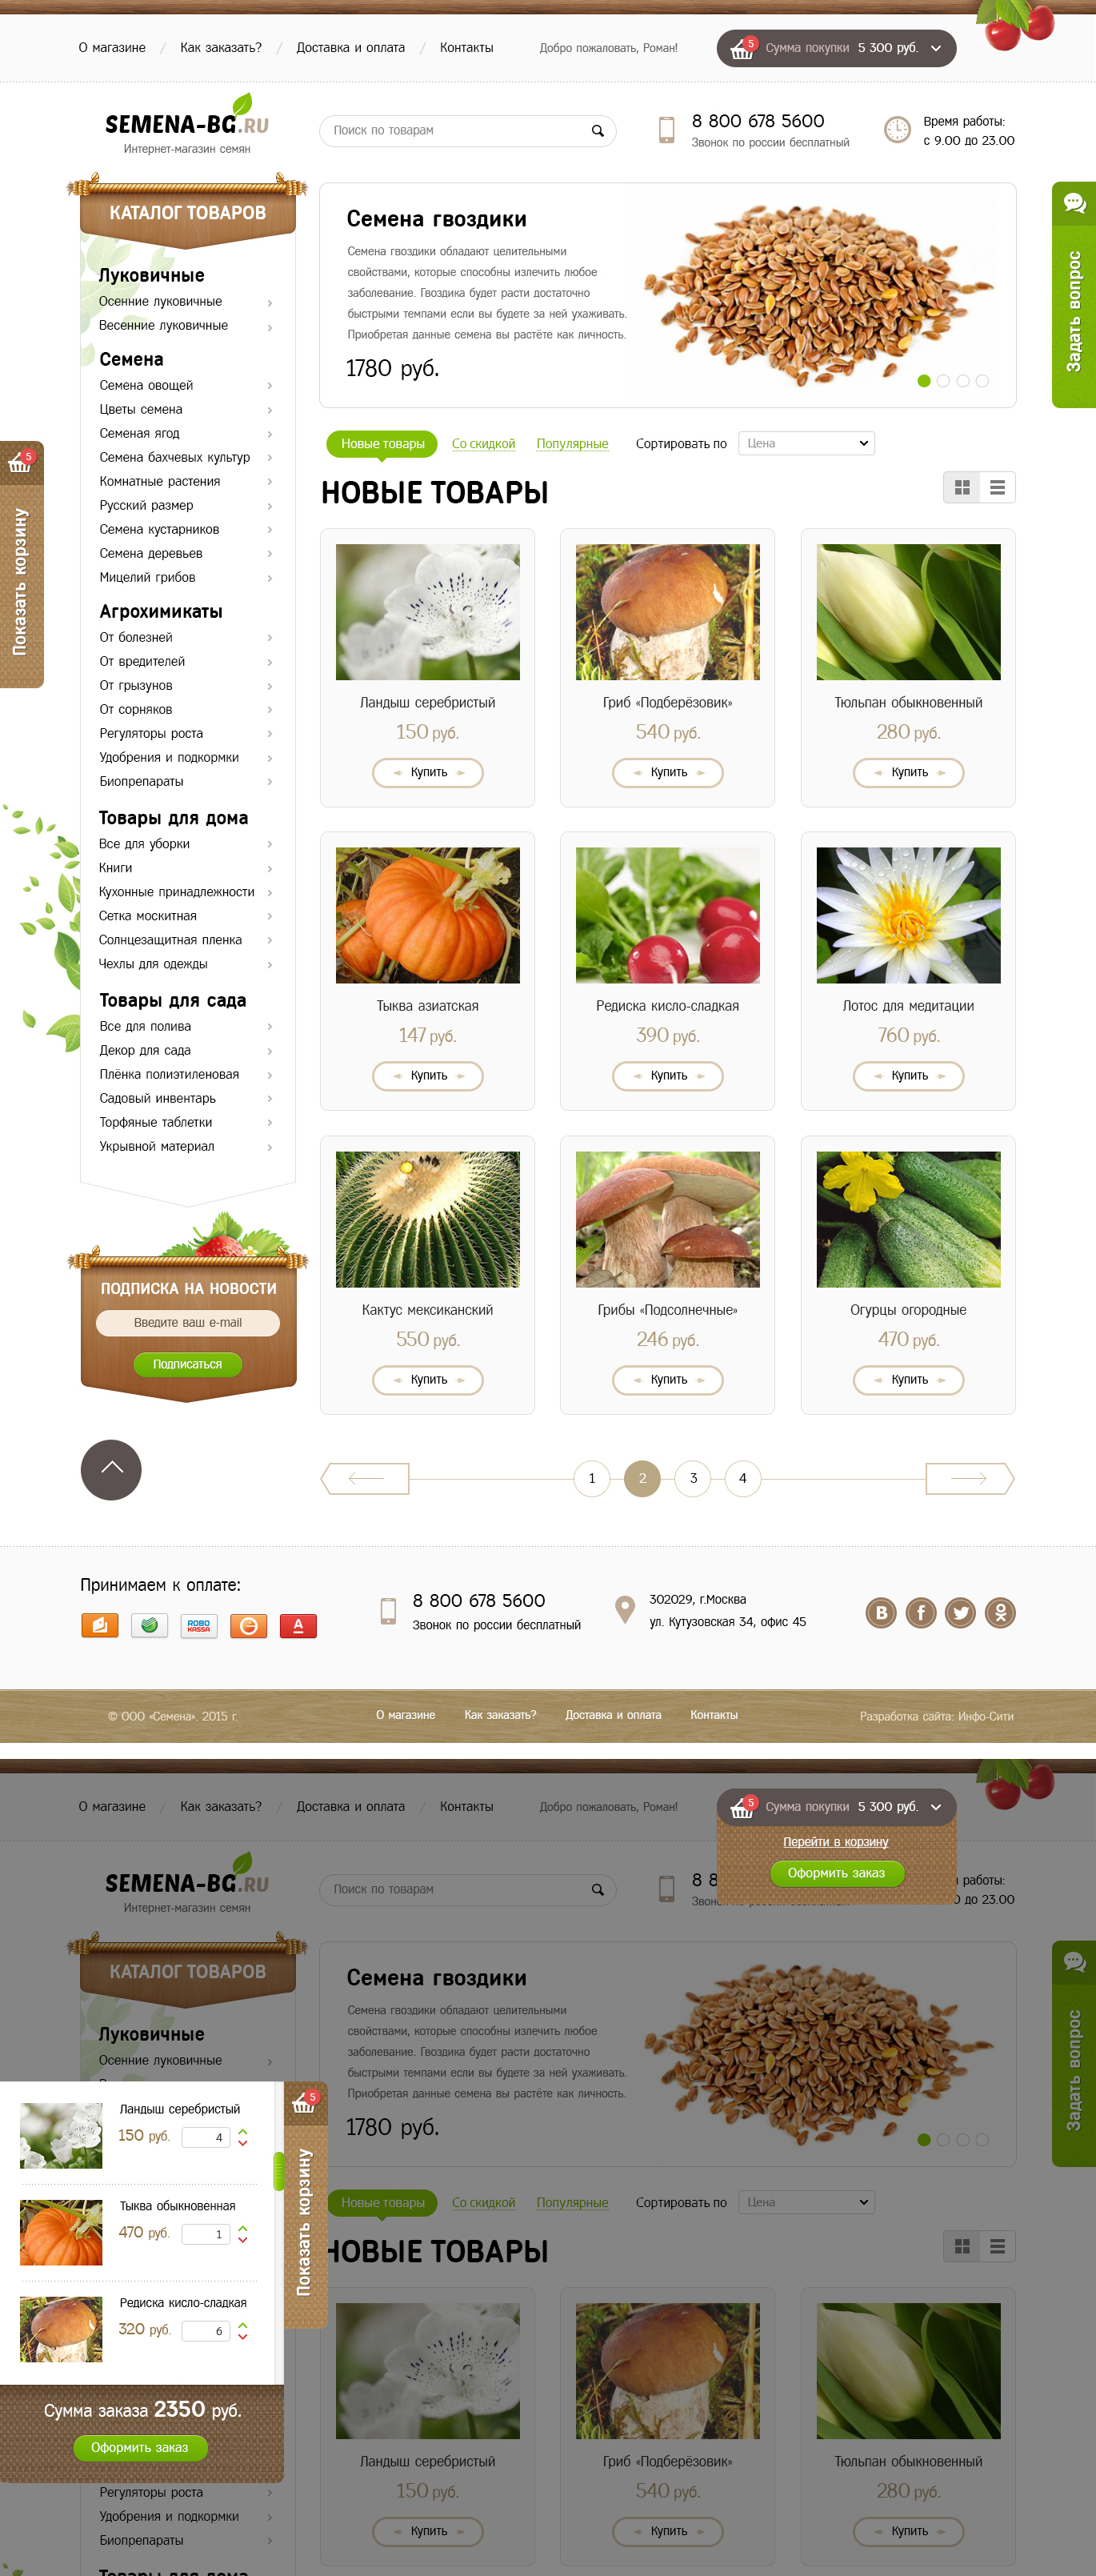 О магазине / Как заказать? / Доставка и оплата / Контакты
Добро пожаловать, Роман!
5 Сумма покупки 5 300 руб.
SEMENA-BG.RU
Интернет-магазин семян
Поиск по товарам
8 800 678 5600
Звонок по россии бесплатный
Время работы:
с 9.00 до 23.00
КАТАЛОГ ТОВАРОВ
Луковичные
Осенние луковичные
Весенние луковичные
Семена
Семена овощей
Цветы семена
Семеная ягод
Семена бахчевых культур
Комнатные растения
Русский размер
Семена кустарников
Семена деревьев
Мицелий грибов
Агрохимикаты
От болезней
От вредителей
От грызунов
От сорняков
Регуляторы роста
Удобрения и подкормки
Биопрепараты
Товары для дома
Все для уборки
Книги
Кухонные принадлежности
Сетка москитная
Солнцезащитная пленка
Чехлы для одежды
Товары для сада
Все для полива
Декор для сада
Плёнка полиэтиленовая
Садовый инвентарь
Торфяные таблетки
Укрывной материал
5
Показать корзину
Задать вопрос
Семена гвоздики
Семена гвоздики обладают целительными
свойствами, которые способны излечить любое
заболевание. Гвоздика будет расти достаточно
быстрыми темпами если вы будете за ней ухаживать.
Приобретая данные семена вы растёте как личность.
1780 руб.
Новые товары Со скидкой Популярные Сортировать по Цена
НОВЫЕ ТОВАРЫ
Ландыш серебристый
150 руб.
Купить
Гриб «Подберёзовик»
540 руб.
Купить
Тюльпан обыкновенный
280 руб.
Купить
Тыква азиатская
147 руб.
Купить
Редиска кисло-сладкая
390 руб.
Купить
Лотос для медитации
760 руб.
Купить
Кактус мексиканский
550 руб.
Купить
Грибы «Подсолнечные»
246 руб.
Купить
Огурцы огородные
470 руб.
Купить
ПОДПИСКА НА НОВОСТИ
Введите ваш e-mail
Подписаться
1 2 3 4
Принимаем к оплате:
ROBO
KASSA
А
8 800 678 5600
Звонок по россии бесплатный
302029, г.Москва
ул. Кутузовская 34, офис 45
© ООО «Семена». 2015 г.
О магазине Как заказать? Доставка и оплата Контакты
Разработка сайта: Инфо-Сити
О магазине / Как заказать? / Доставка и оплата / Контакты
Добро пожаловать, Роман!
5 Сумма покупки 5 300 руб.
Перейти в корзину
Оформить заказ
SEMENA-BG.RU
Интернет-магазин семян
Поиск по товарам
8 8
Звонок
работы:
до 23.00
КАТАЛОГ ТОВАРОВ
Луковичные
Осенние луковичные
Задать вопрос
Семена гвоздики
Семена гвоздики обладают целительными
свойствами, которые способны излечить любое
заболевание. Гвоздика будет расти достаточно
быстрыми темпами если вы будете за ней ухаживать.
Приобретая данные семена вы растёте как личность.
1780 руб.
Новые товары Со скидкой Популярные Сортировать по Цена
НОВЫЕ ТОВАРЫ
5
Показать корзину
Ландыш серебристый
150 руб. 4
Тыква обыкновенная
470 руб. 1
Редиска кисло-сладкая
320 руб. 6
Сумма заказа 2350 руб.
Оформить заказ
Регуляторы роста
Удобрения и подкормки
Биопрепараты
Товары для дома
Ландыш серебристый
150 руб.
Купить
Гриб «Подберёзовик»
540 руб.
Купить
Тюльпан обыкновенный
280 руб.
Купить